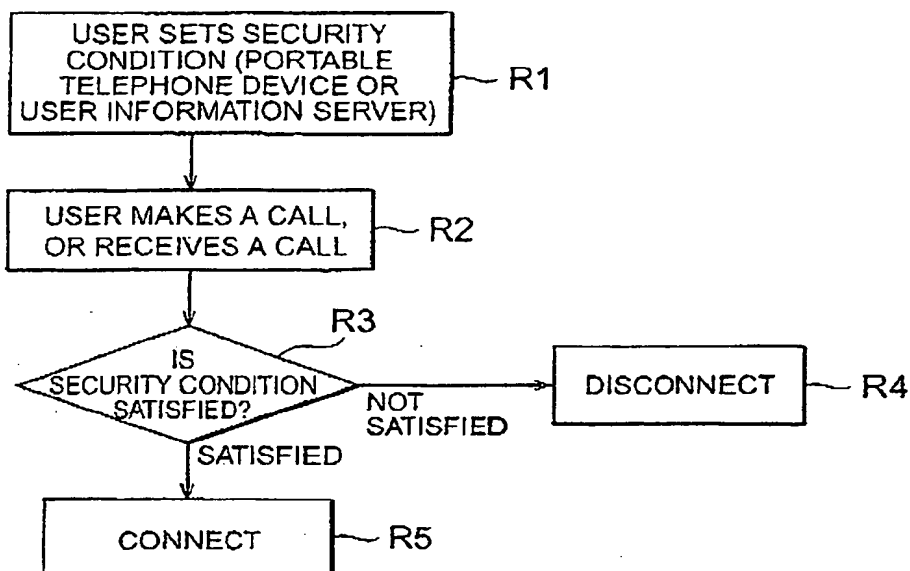 USER SETS SECURITY
CONDITION (PORTABLE
TELEPHONE DEVICE OR
USER INFORMATION SERVER)
R1
USER MAKES A CALL,
OR RECEIVES A CALL
R2
R3
IS
SECURITY CONDITION
SATISFIED?
NOT
SATISFIED
DISCONNECT
R4
SATISFIED
CONNECT
R5